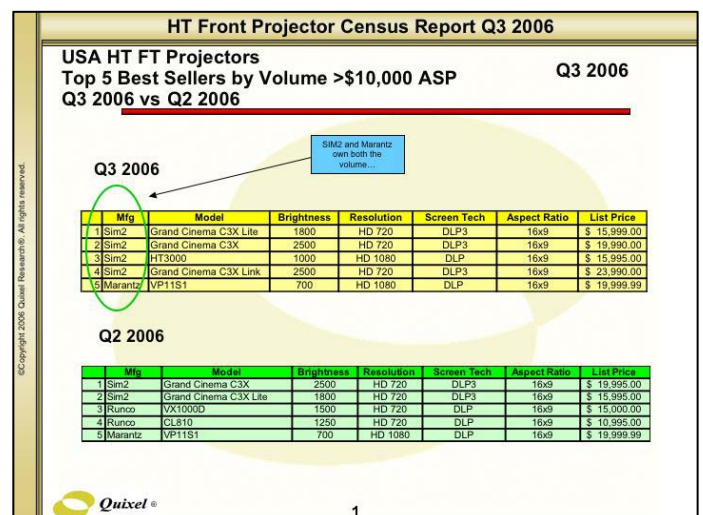 HT Front Projector Census Report Q3 2006
USA HT FT Projectors
Top 5 Best Sellers by Volume >$10,000 ASP
Q3 2006 vs Q2 2006
Q3 2006
SIM2 and Marantz
own both the
volume…
Q3 2006
Mfg Model Brightness Resolution Screen Tech Aspect Ratio List Price
1 Sim2 Grand Cinema C3X Lite 1800 HD 720 DLP3 16x9 $ 15,999.00
2 Sim2 Grand Cinema C3X 2500 HD 720 DLP3 16x9 $ 19,990.00
3 Sim2 HT3000 1000 HD 1080 DLP 16x9 $ 15,995.00
4 Sim2 Grand Cinema C3X Link 2500 HD 720 DLP3 16x9 $ 23,990.00
5 Marantz VP11S1 700 HD 1080 DLP 16x9 $ 19,999.99
Q2 2006
Mfg Model Brightness Resolution Screen Tech Aspect Ratio List Price
1 Sim2 Grand Cinema C3X 2500 HD 720 DLP3 16x9 $ 19,995.00
2 Sim2 Grand Cinema C3X Lite 1800 HD 720 DLP3 16x9 $ 15,995.00
3 Runco VX1000D 1500 HD 720 DLP 16x9 $ 15,000.00
4 Runco CL810 1250 HD 720 DLP 16x9 $ 10,995.00
5 Marantz VP11S1 700 HD 1080 DLP 16x9 $ 19,999.99
©Copyright 2006 Quixel Research®. All rights reserved.
Quixel ®
1